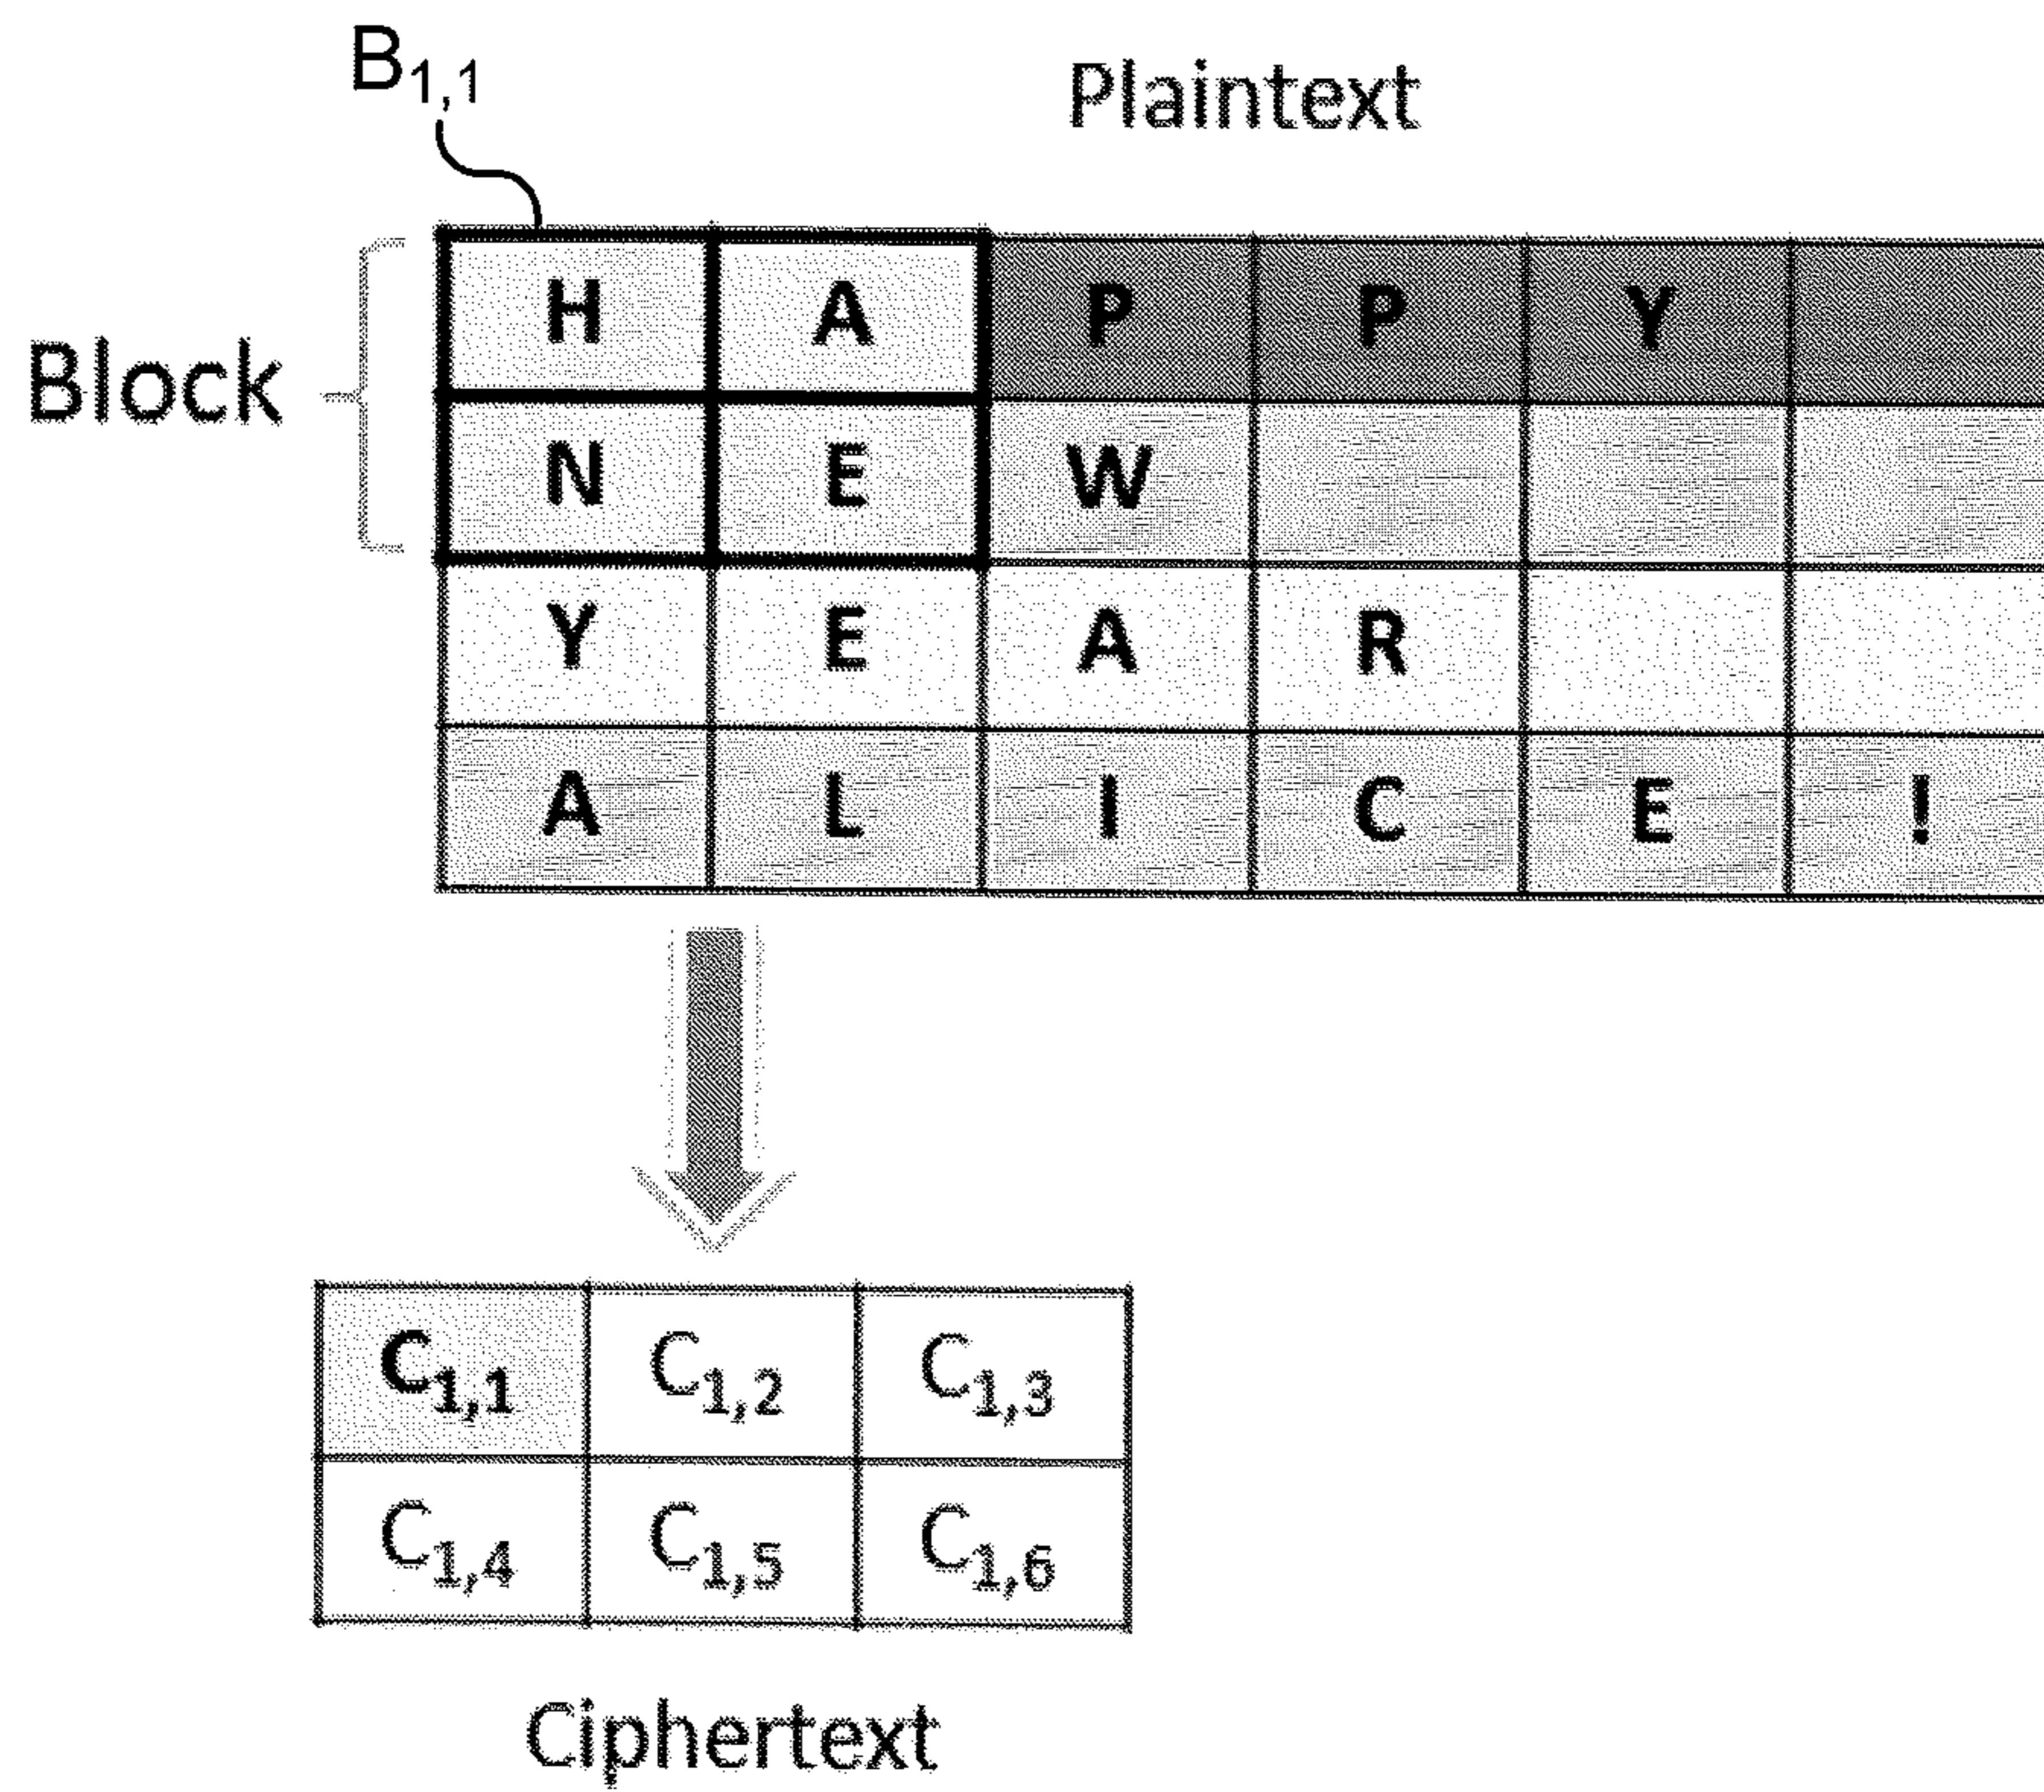 B1,1
Plaintext
Block
H A P P Y
N E W
Y E A R
A L I C E !
C1,1 C1,2 C1,3
C1,4 C1,5 C1,6
Ciphertext